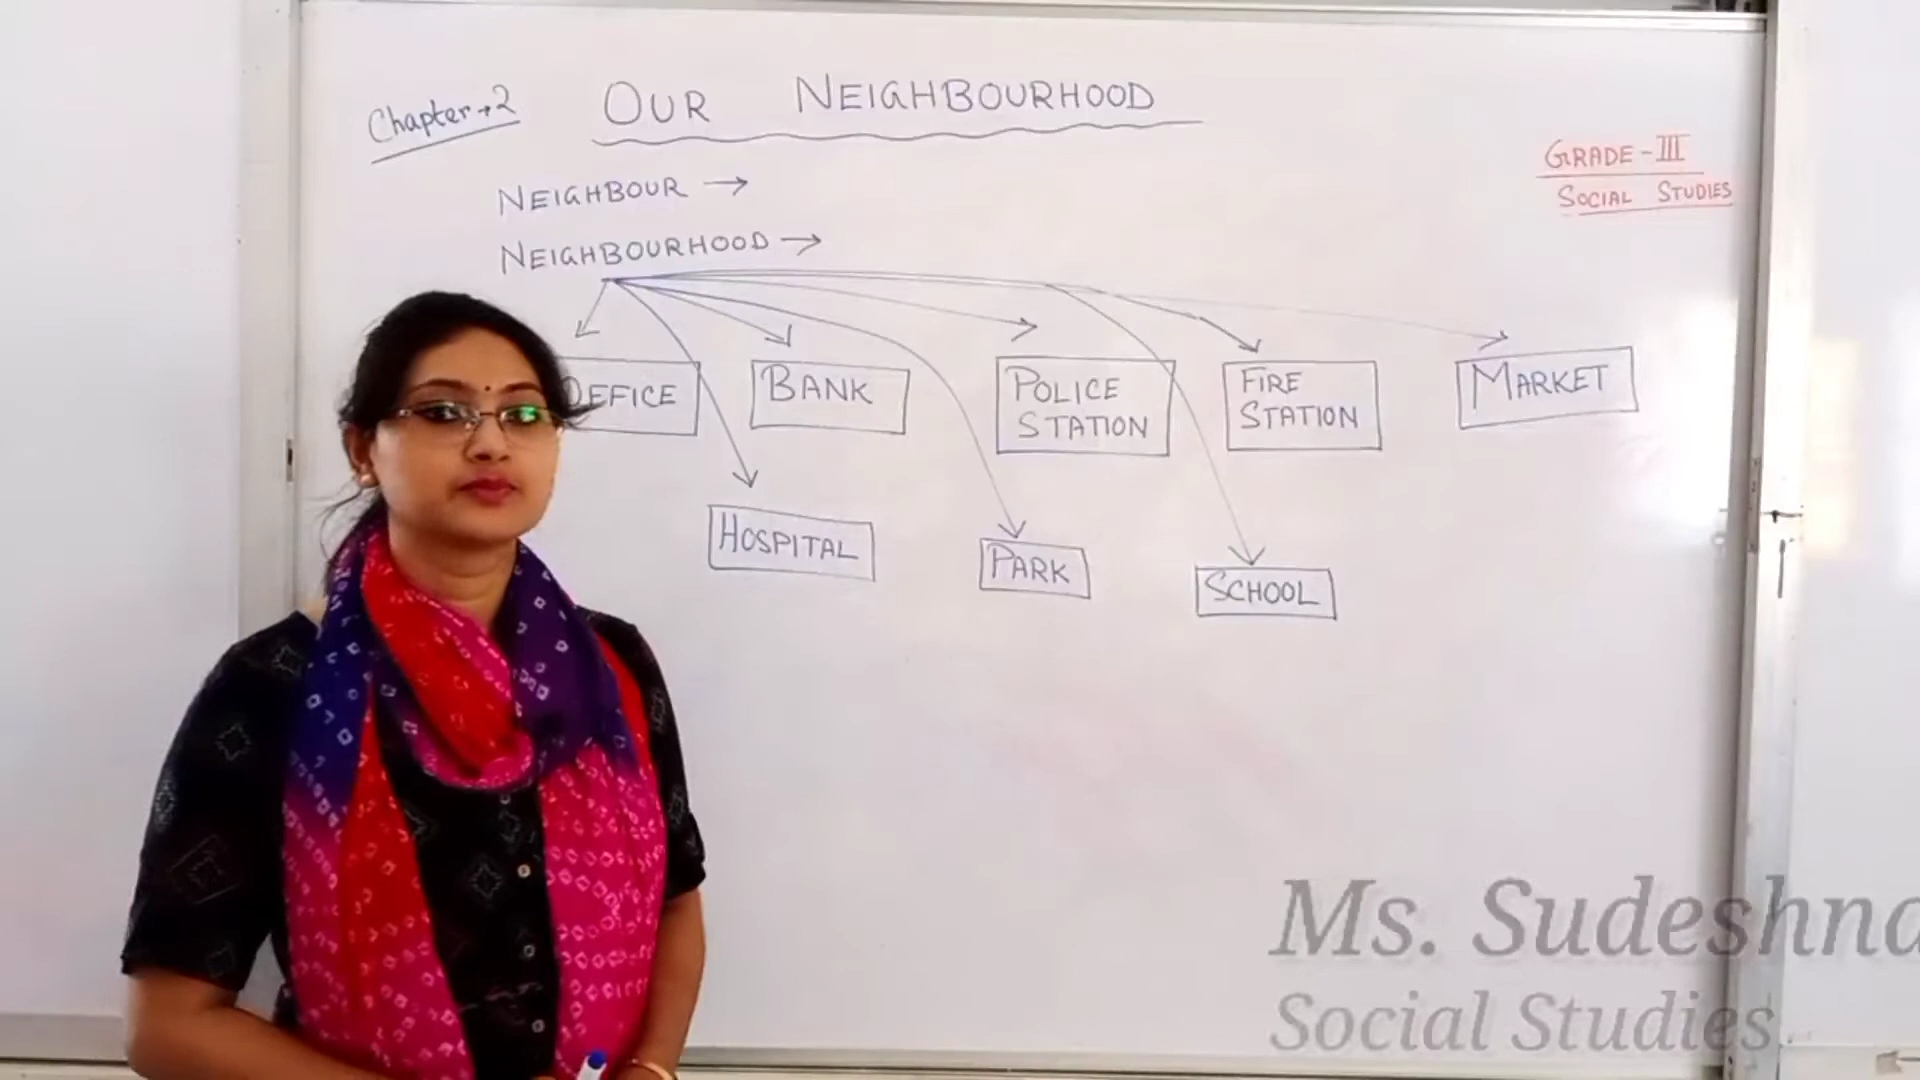 Chapter→2
OUR NEIGHBOURHOOD
GRADE-III
SOCIAL STUDIES
NEIGHBOUR →
NEIGHBOURHOOD →
OFFICE
BANK
POLICE
STATION
FIRE
STATION
MARKET
HOSPITAL
PARK
SCHOOL
Ms. Sudeshna
Social Studies